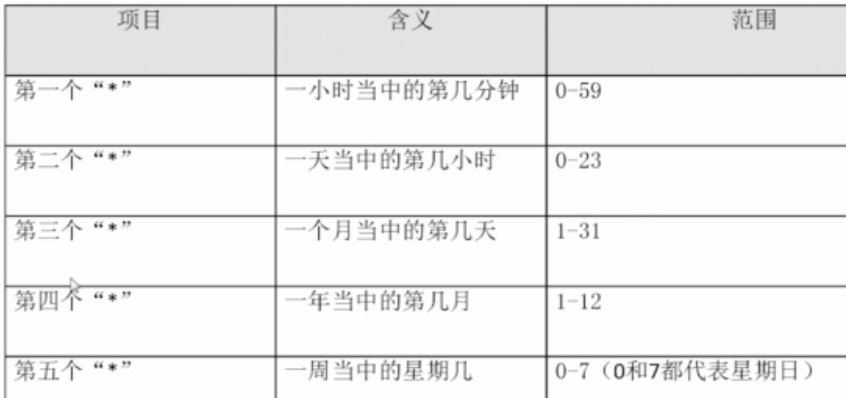 项目 含义 范围
第一个“*” 一小时当中的第几分钟 0-59
第二个“*” 一天当中的第几小时 0-23
第三个“*” 一个月当中的第几天 1-31
第四个“*” 一年当中的第几月 1-12
第五个“*” 一周当中的星期几 0-7（0和7都代表星期日）